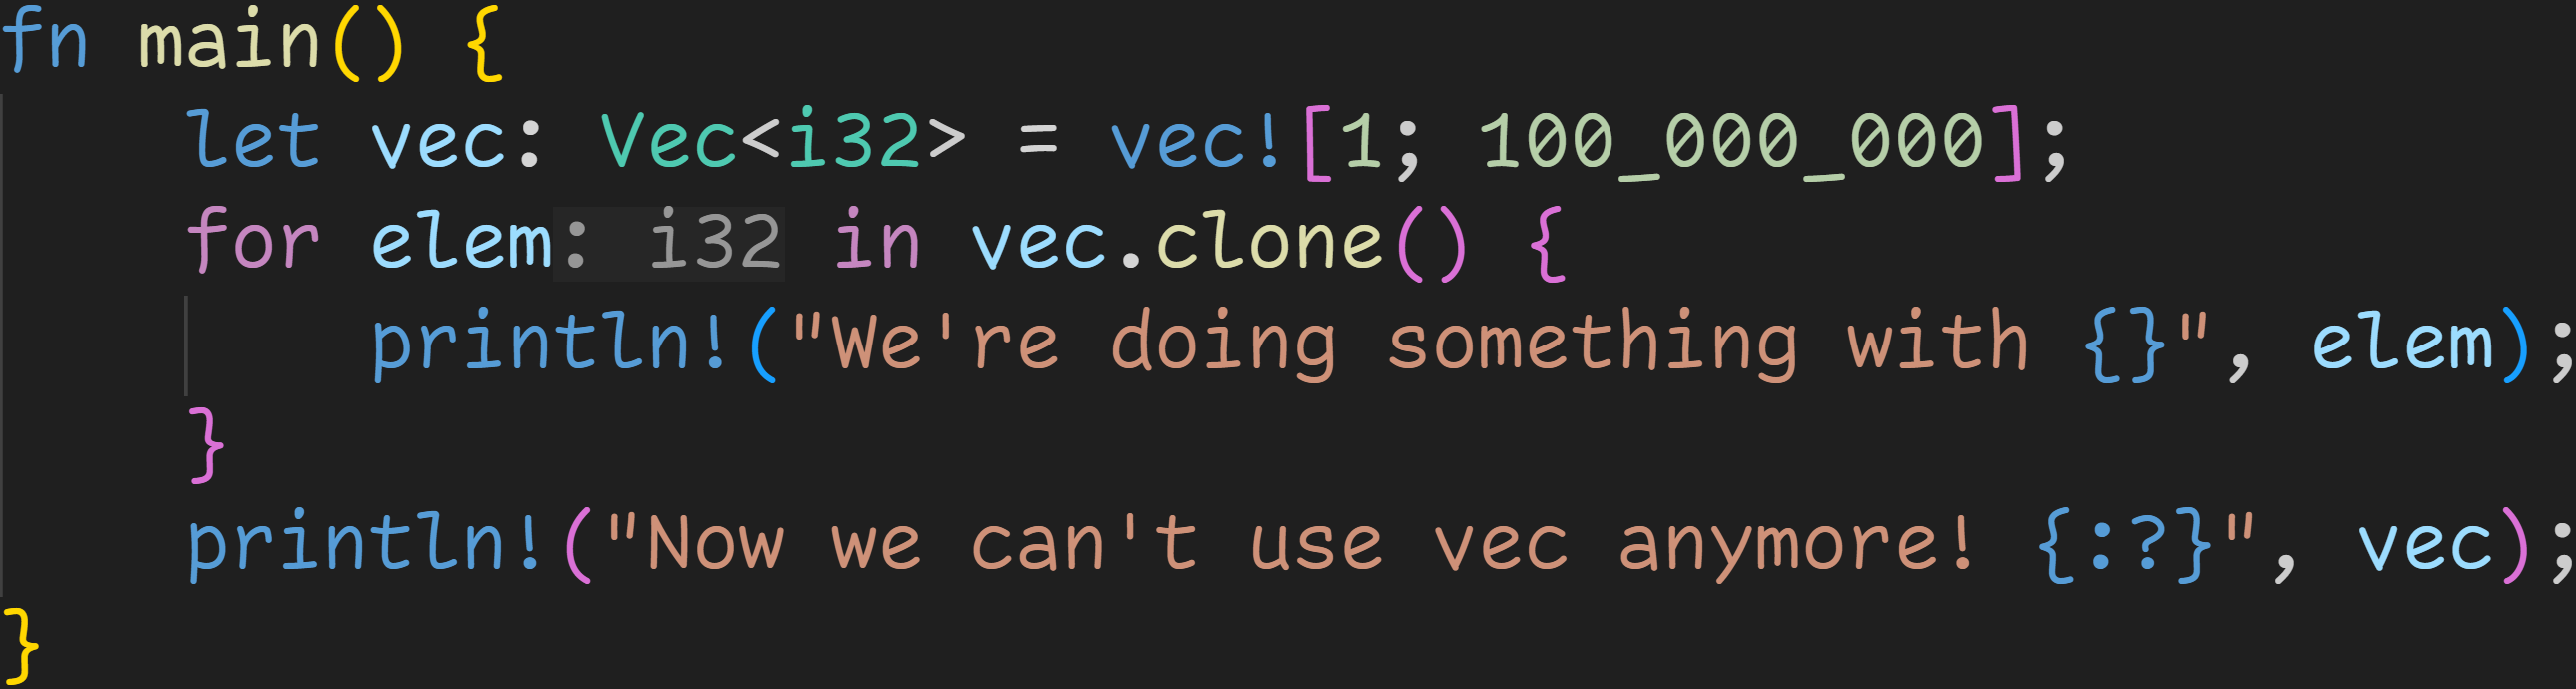 fn main() {
    let vec: Vec<i32> = vec![1; 100_000_000];
    for elem: i32 in vec.clone() {
        println!("We're doing something with {}", elem);
    }
    println!("Now we can't use vec anymore! {:?}", vec);
}